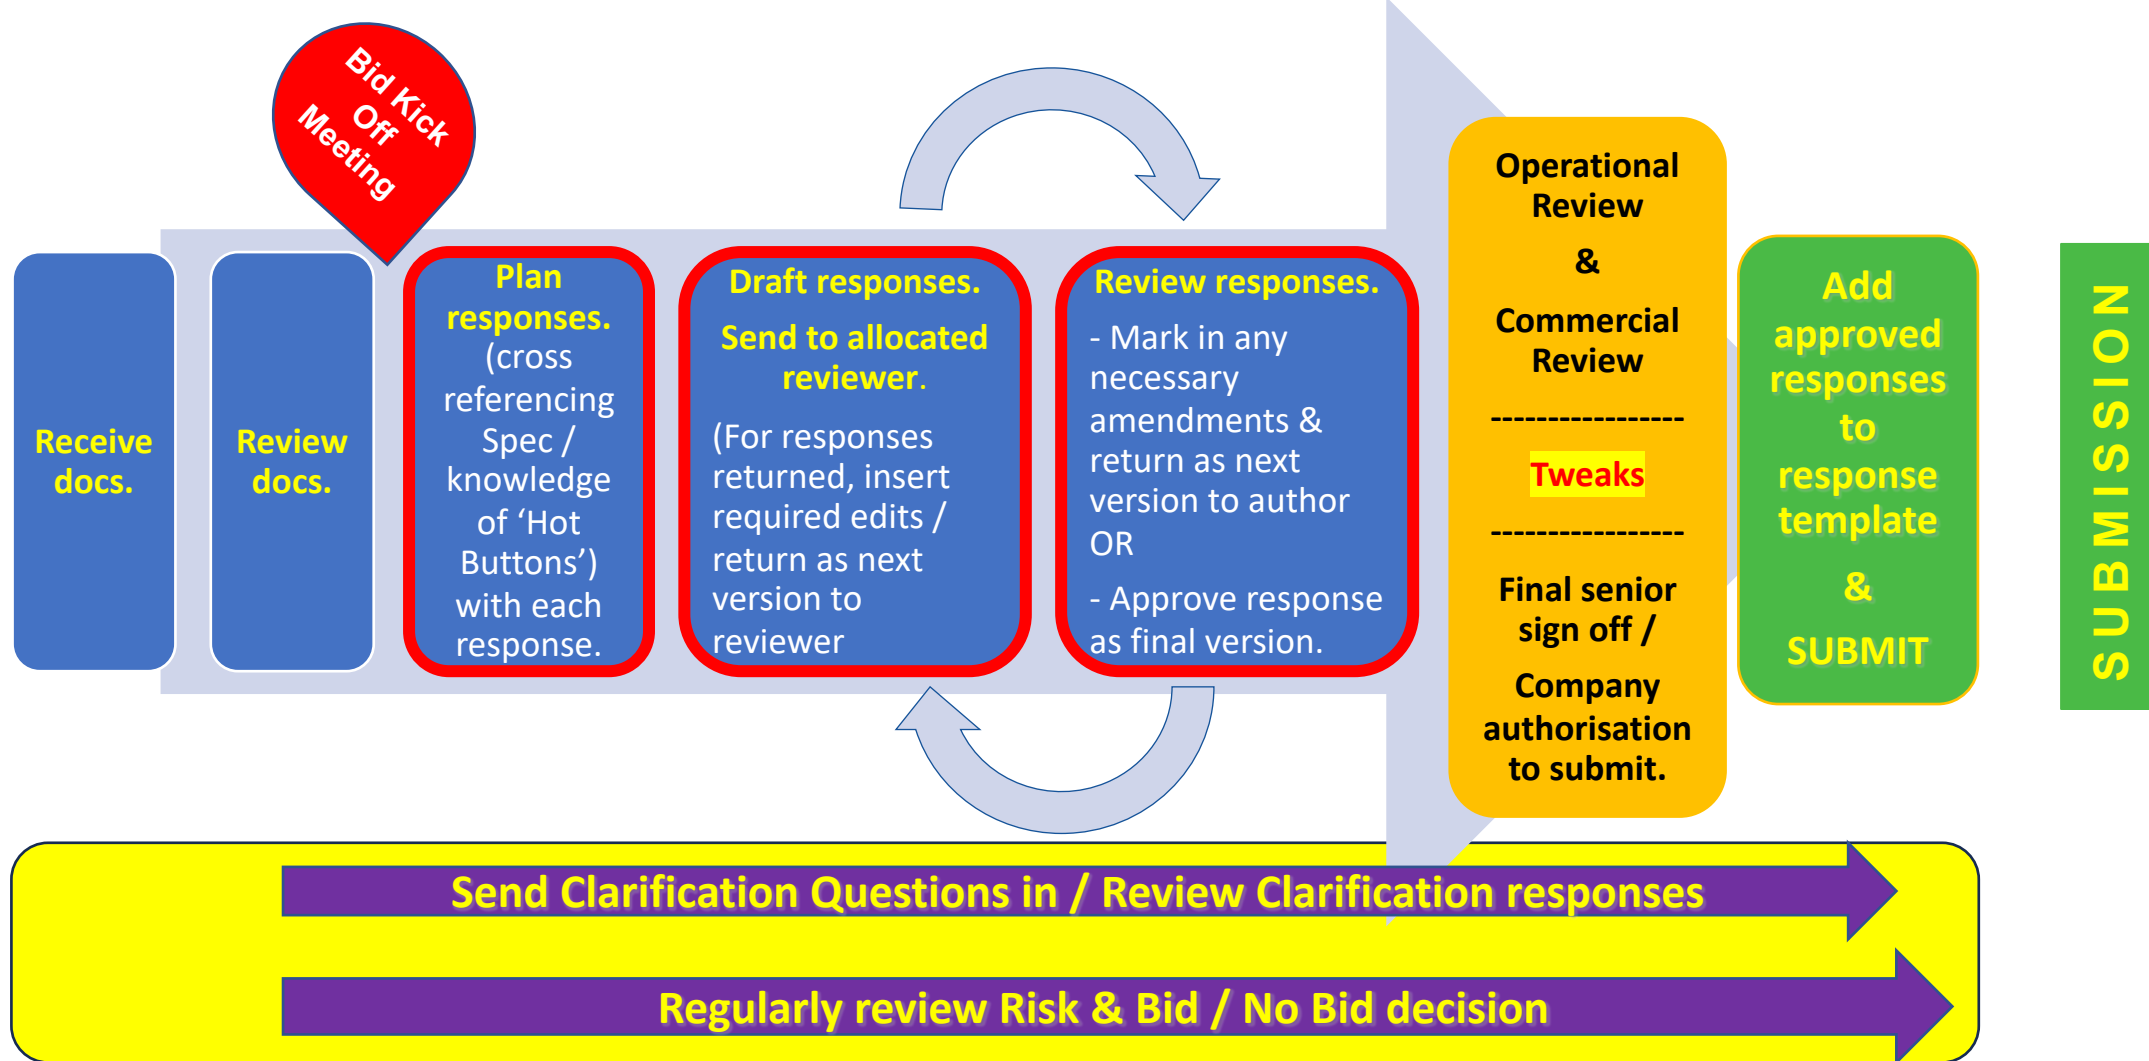 Bid Kick
Off
Meeting
Receive
docs.
Review
docs.
Plan
responses.
(cross
referencing
Spec /
knowledge
of ‘Hot
Buttons’)
with each
response.
Draft responses.
Send to allocated
reviewer.
(For responses
returned, insert
required edits /
return as next
version to
reviewer
Review responses.
- Mark in any
necessary
amendments &
return as next
version to author
OR
- Approve response
as final version.
Operational
Review
&
Commercial
Review
-----------------
Tweaks
-----------------
Final senior
sign off /
Company
authorisation
to submit.
Add
approved
responses
to
response
template
&
SUBMIT
SUBMISSION
Send Clarification Questions in / Review Clarification responses
Regularly review Risk & Bid / No Bid decision